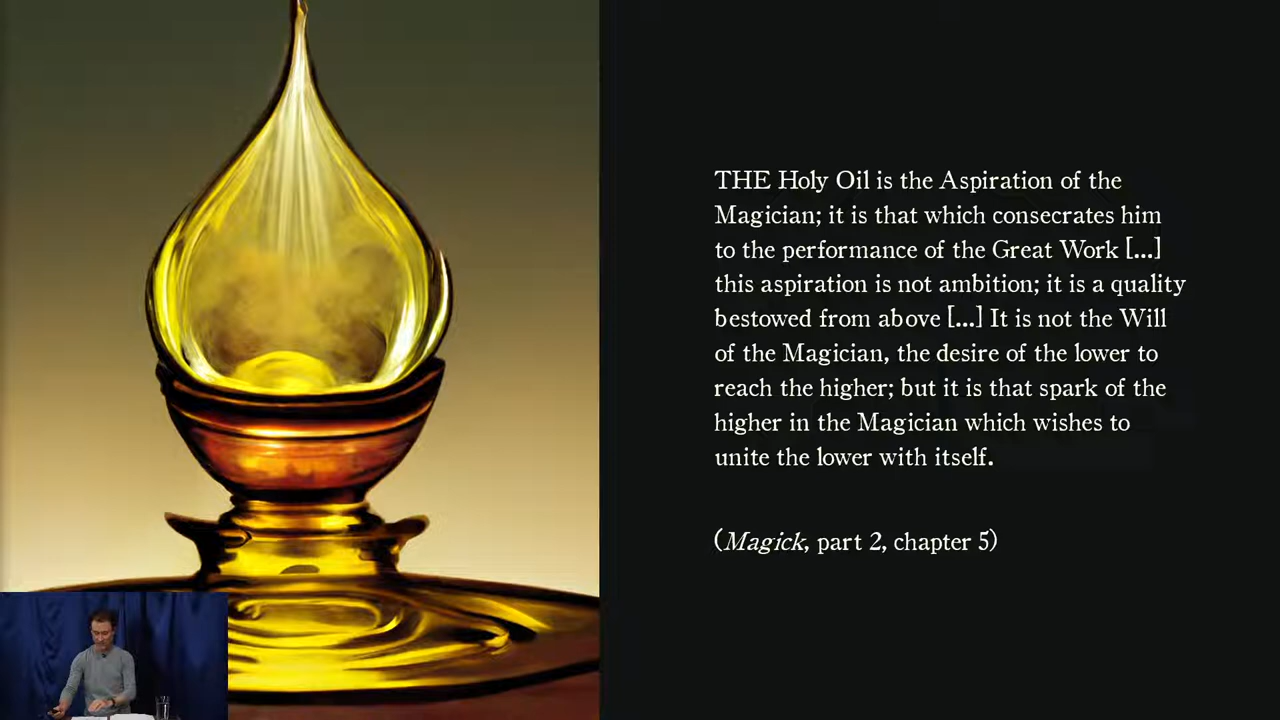 THE Holy Oil is the Aspiration of the
Magician; it is that which consecrates him
to the performance of the Great Work [...]
this aspiration is not ambition; it is a quality
bestowed from above [...] It is not the Will
of the Magician, the desire of the lower to
reach the higher; but it is that spark of the
higher in the Magician which wishes to
unite the lower with itself.
(Magick, part 2, chapter 5)